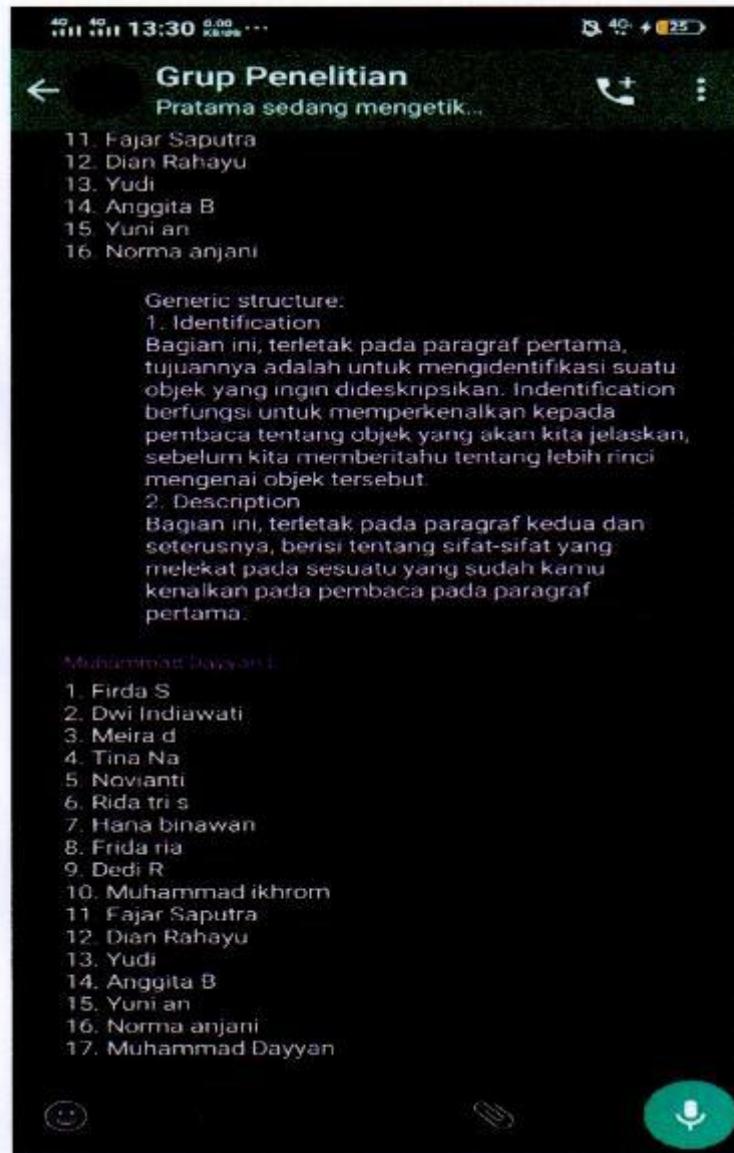 13:30 0.00 KB/s ...
4G 25
Grup Penelitian
Pratama sedang mengetik...
11. Fajar Saputra
12. Dian Rahayu
13. Yudi
14. Anggita B
15. Yuni an
16. Norma anjani
Generic structure:
1. Identification
Bagian ini, terletak pada paragraf pertama,
tujuannya adalah untuk mengidentifikasi suatu
objek yang ingin dideskripsikan. Indentification
berfungsi untuk memperkenalkan kepada
pembaca tentang objek yang akan kita jelaskan,
sebelum kita memberitahu tentang lebih rinci
mengenai objek tersebut.
2. Description
Bagian ini, terletak pada paragraf kedua dan
seterusnya, berisi tentang sifat-sifat yang
melekat pada sesuatu yang sudah kamu
kenalkan pada pembaca pada paragraf
pertama.
Muhammad Dayyan
1. Firda S
2. Dwi Indiawati
3. Meira d
4. Tina Na
5. Novianti
6. Rida tri s
7. Hana binawan
8. Frida ria
9. Dedi R
10. Muhammad ikhrom
11. Fajar Saputra
12. Dian Rahayu
13. Yudi
14. Anggita B
15. Yuni an
16. Norma anjani
17. Muhammad Dayyan